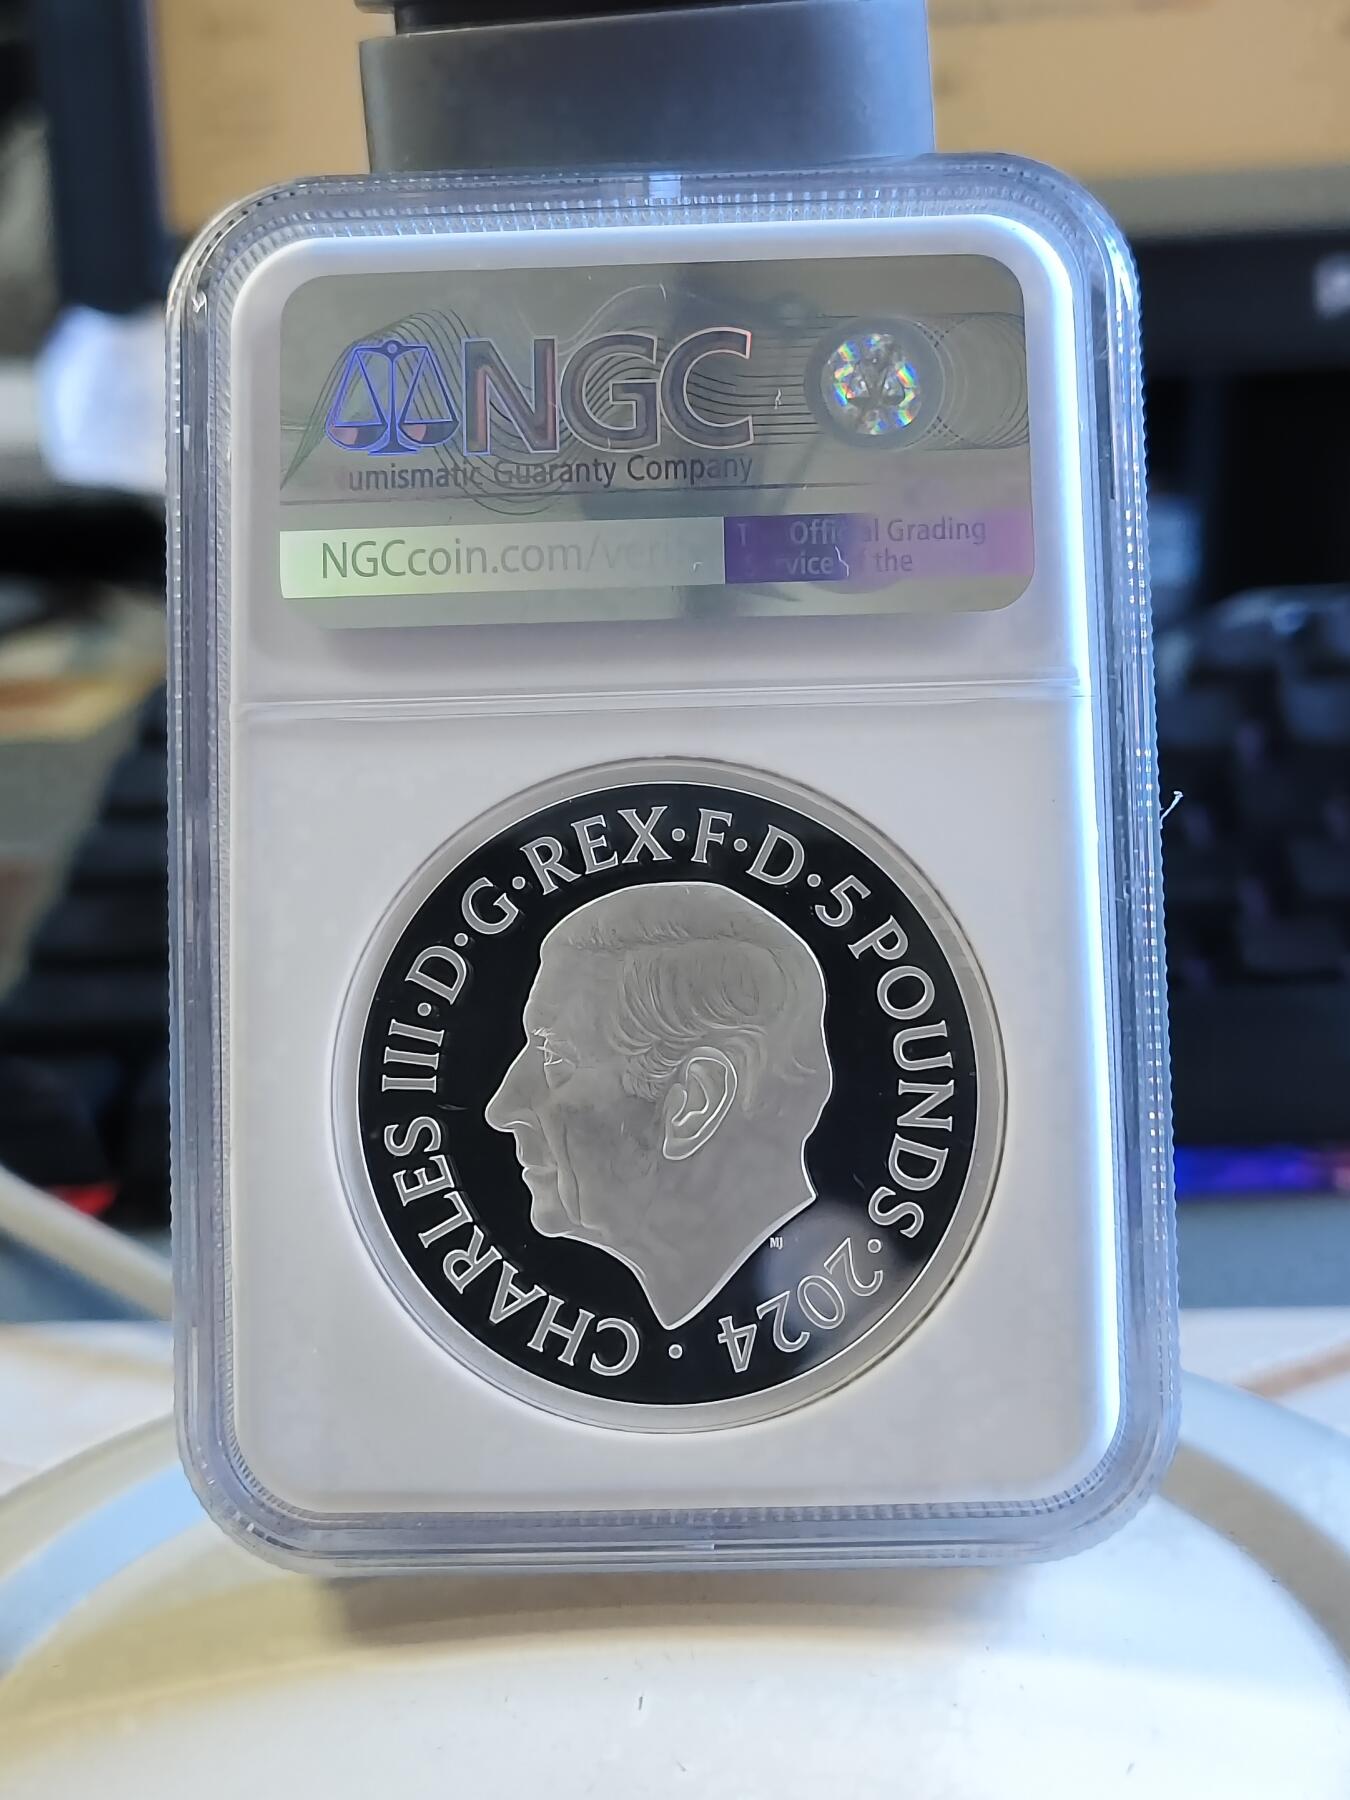 NGC
Numismatic Guaranty Company
NGCcoin.com/veri
Official Grading
Service of the
CHARLES III·D·G·REX·F·D·5 POUNDS·2024·
MJ